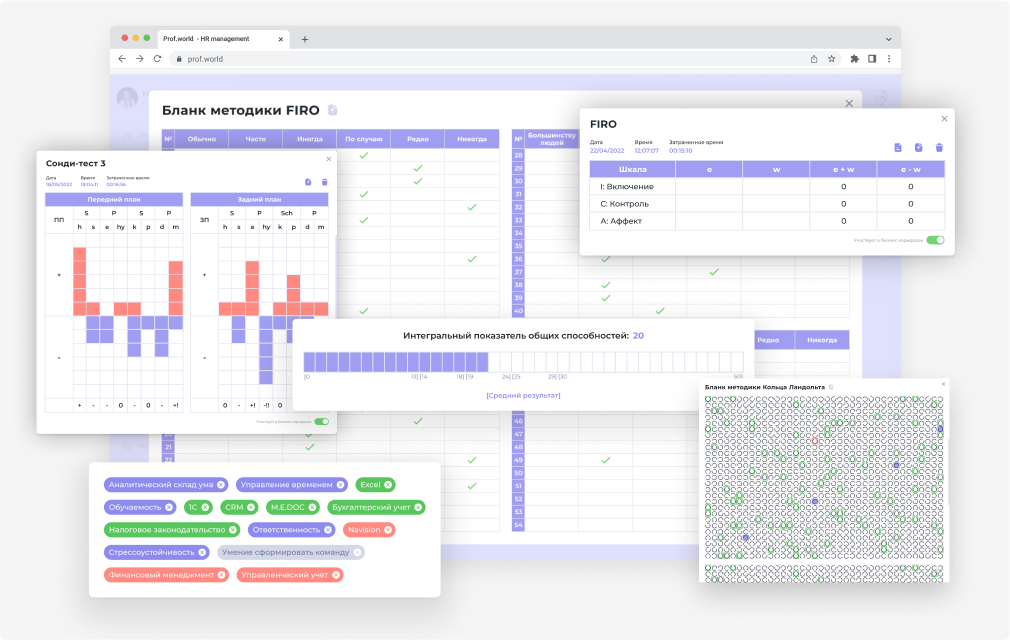 Prof.world - HR management
prof.world
Бланк методики FIRO
№ Обычно Часто Иногда По случаю Редко Никогда
№ Большинству людей
28
29
30
31
32
33
34
35
36
37
38
39
40
Редко Никогда
46
47
48
49
50
51
52
53
54
21
22
FIRO
Дата Время Затраченное время
22/04/2022 12:07:07 00:15:10
Шкала e w e + w e - w
I: Включение 0 0
C: Контроль 0 0
A: Аффект 0 0
Участвует в бизнес-коридорах
Сонди-тест 3
Дата Время Затраченное время
18/05/2022 18:04:11 00:16:56
Передний план
ПП S P S P
h s e hy k p d m
+
-
+ - - 0 - 0 - +!
Задний план
ЗП S P Sch P
h s e hy k p d m
+
-
0 - +! -!!
Участвует в бизнес-коридорах
Интегральный показатель общих способностей: 20
[0 13] [14 18] [19 24] [25 29] [30 50]
[Средний результат]
Бланк методики Кольца Ландольта
Аналитический склад ума Управление временем Excel
Обучаемость 1С CRM M.E.DOC Бухгалтерский учет
Налоговое законодательство Ответственность Navision
Стрессоустойчивость Умение сформировать команду
Финансовый менеджмент Управленческий учет